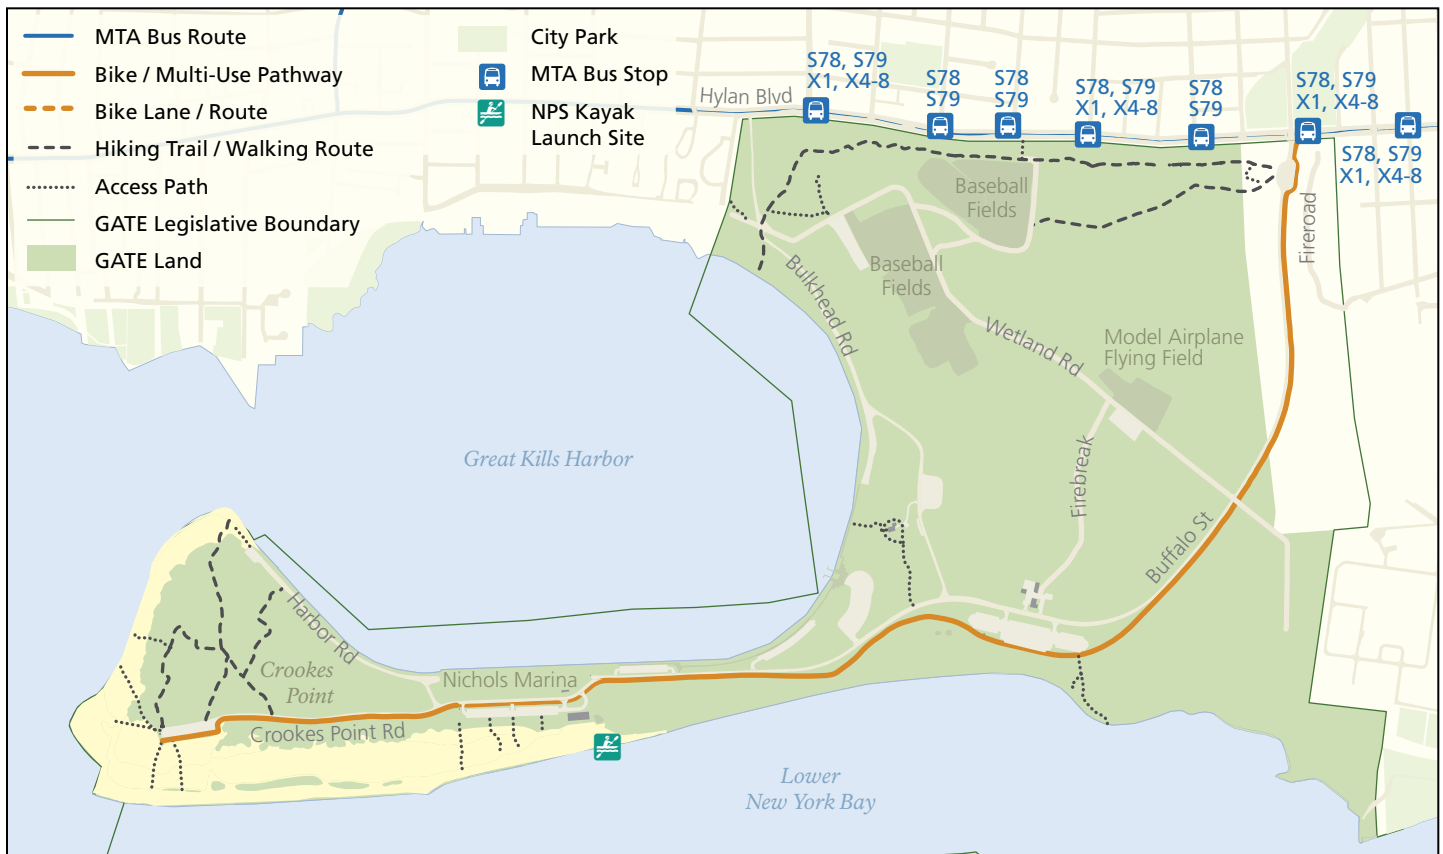 MTA Bus Route
Bike / Multi-Use Pathway
Bike Lane / Route
Hiking Trail / Walking Route
Access Path
GATE Legislative Boundary
GATE Land
City Park
MTA Bus Stop
NPS Kayak
Launch Site
Hylan Blvd
S78, S79
X1, X4-8
S78
S79
S78
S79
S78, S79
X1, X4-8
S78
S79
S78, S79
X1, X4-8
S78, S79
X1, X4-8
Baseball
Fields
Fireroad
Baseball
Fields
Bulkhead Rd
Wetland Rd
Model Airplane
Flying Field
Great Kills Harbor
Firebreak
Buffalo St
Harbor Rd
Crookes
Point
Nichols Marina
Crookes Point Rd
Lower
New York Bay